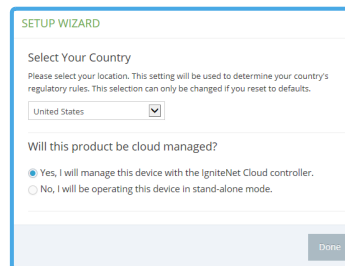 SETUP WIZARD
Select Your Country
Please select your location. This setting will be used to determine your country's
regulatory rules. This selection can only be changed if you reset to defaults.
United States
Will this product be cloud managed?
Yes, I will manage this device with the IgniteNet Cloud controller.
No, I will be operating this device in stand-alone mode.
Done